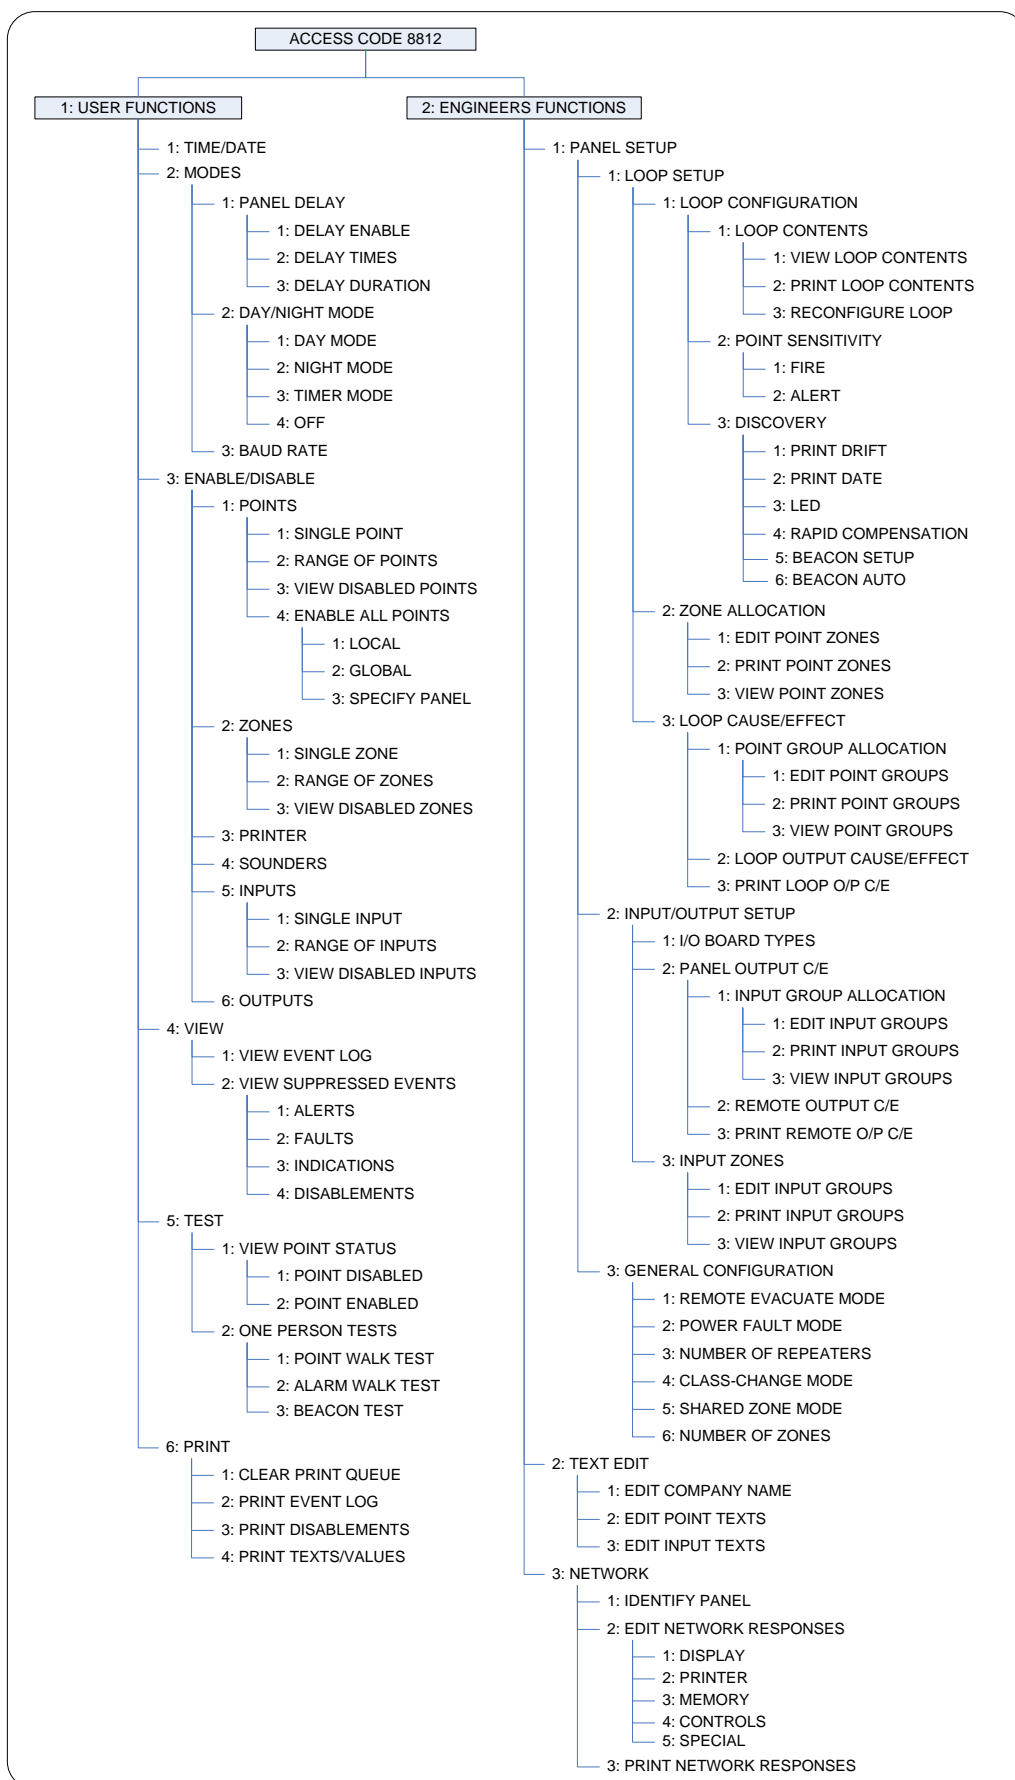 ACCESS CODE 8812
1: USER FUNCTIONS
1: TIME/DATE
2: MODES
1: PANEL DELAY
1: DELAY ENABLE
2: DELAY TIMES
3: DELAY DURATION
2: DAY/NIGHT MODE
1: DAY MODE
2: NIGHT MODE
3: TIMER MODE
4: OFF
3: BAUD RATE
3: ENABLE/DISABLE
1: POINTS
1: SINGLE POINT
2: RANGE OF POINTS
3: VIEW DISABLED POINTS
4: ENABLE ALL POINTS
1: LOCAL
2: GLOBAL
3: SPECIFY PANEL
2: ZONES
1: SINGLE ZONE
2: RANGE OF ZONES
3: VIEW DISABLED ZONES
3: PRINTER
4: SOUNDERS
5: INPUTS
1: SINGLE INPUT
2: RANGE OF INPUTS
3: VIEW DISABLED INPUTS
6: OUTPUTS
4: VIEW
1: VIEW EVENT LOG
2: VIEW SUPPRESSED EVENTS
1: ALERTS
2: FAULTS
3: INDICATIONS
4: DISABLEMENTS
5: TEST
1: VIEW POINT STATUS
1: POINT DISABLED
2: POINT ENABLED
2: ONE PERSON TESTS
1: POINT WALK TEST
2: ALARM WALK TEST
3: BEACON TEST
6: PRINT
1: CLEAR PRINT QUEUE
2: PRINT EVENT LOG
3: PRINT DISABLEMENTS
4: PRINT TEXTS/VALUES
2: ENGINEERS FUNCTIONS
1: PANEL SETUP
1: LOOP SETUP
1: LOOP CONFIGURATION
1: LOOP CONTENTS
1: VIEW LOOP CONTENTS
2: PRINT LOOP CONTENTS
3: RECONFIGURE LOOP
2: POINT SENSITIVITY
1: FIRE
2: ALERT
3: DISCOVERY
1: PRINT DRIFT
2: PRINT DATE
3: LED
4: RAPID COMPENSATION
5: BEACON SETUP
6: BEACON AUTO
2: ZONE ALLOCATION
1: EDIT POINT ZONES
2: PRINT POINT ZONES
3: VIEW POINT ZONES
3: LOOP CAUSE/EFFECT
1: POINT GROUP ALLOCATION
1: EDIT POINT GROUPS
2: PRINT POINT GROUPS
3: VIEW POINT GROUPS
2: LOOP OUTPUT CAUSE/EFFECT
3: PRINT LOOP O/P C/E
2: INPUT/OUTPUT SETUP
1: I/O BOARD TYPES
2: PANEL OUTPUT C/E
1: INPUT GROUP ALLOCATION
1: EDIT INPUT GROUPS
2: PRINT INPUT GROUPS
3: VIEW INPUT GROUPS
2: REMOTE OUTPUT C/E
3: PRINT REMOTE O/P C/E
3: INPUT ZONES
1: EDIT INPUT GROUPS
2: PRINT INPUT GROUPS
3: VIEW INPUT GROUPS
3: GENERAL CONFIGURATION
1: REMOTE EVACUATE MODE
2: POWER FAULT MODE
3: NUMBER OF REPEATERS
4: CLASS-CHANGE MODE
5: SHARED ZONE MODE
6: NUMBER OF ZONES
2: TEXT EDIT
1: EDIT COMPANY NAME
2: EDIT POINT TEXTS
3: EDIT INPUT TEXTS
3: NETWORK
1: IDENTIFY PANEL
2: EDIT NETWORK RESPONSES
1: DISPLAY
2: PRINTER
3: MEMORY
4: CONTROLS
5: SPECIAL
3: PRINT NETWORK RESPONSES